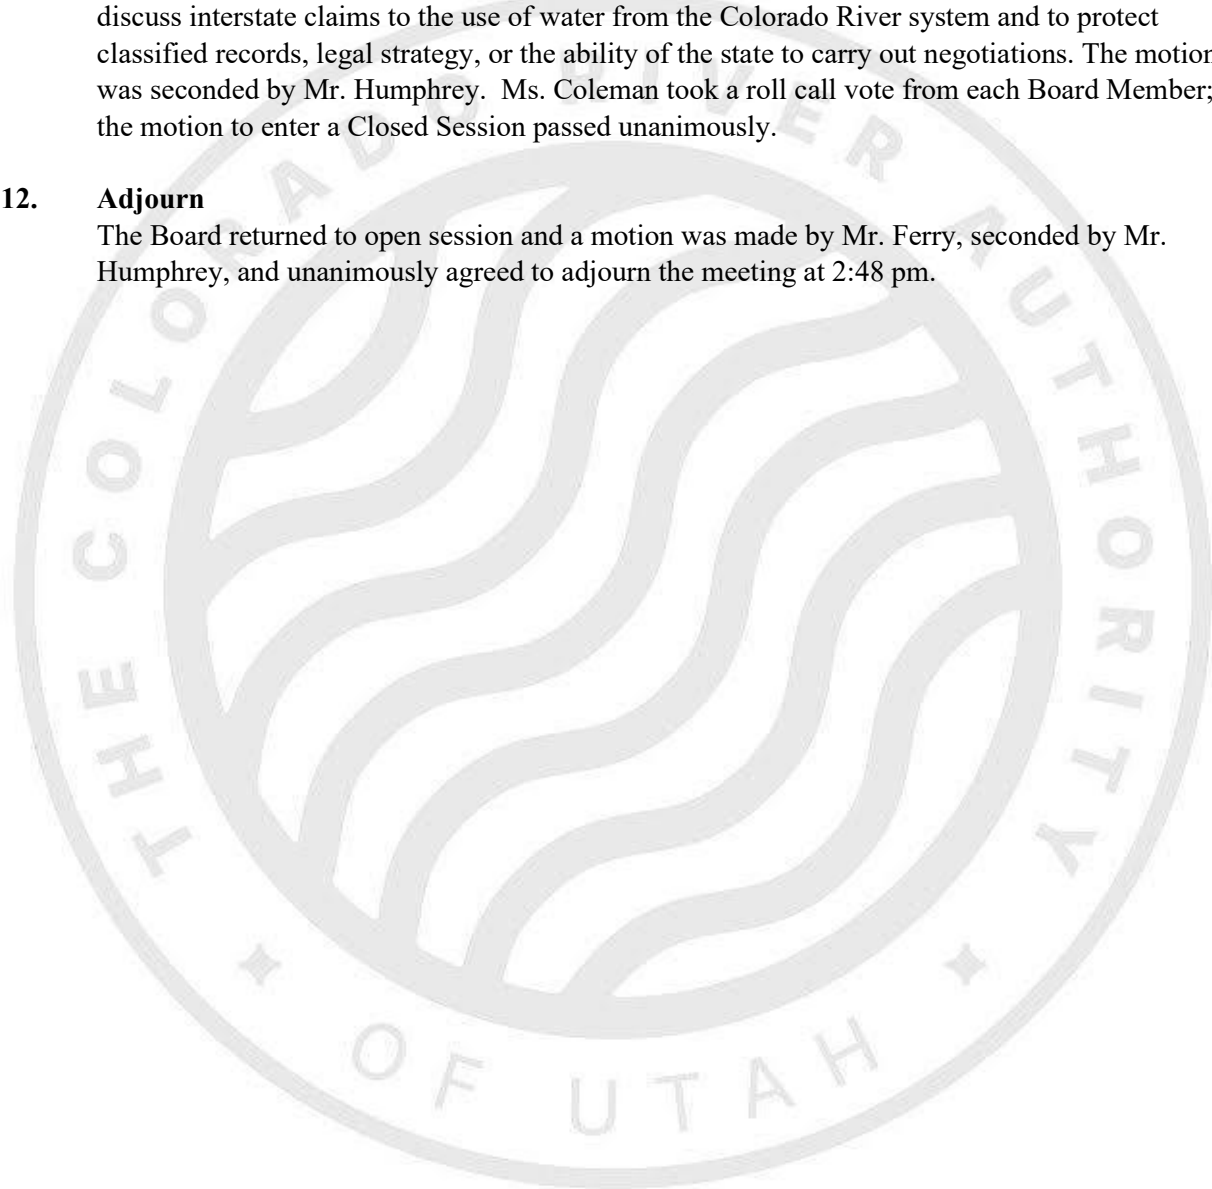 discuss interstate claims to the use of water from the Colorado River system and to protect
classified records, legal strategy, or the ability of the state to carry out negotiations. The motion
was seconded by Mr. Humphrey.  Ms. Coleman took a roll call vote from each Board Member;
the motion to enter a Closed Session passed unanimously.
12. Adjourn
The Board returned to open session and a motion was made by Mr. Ferry, seconded by Mr.
Humphrey, and unanimously agreed to adjourn the meeting at 2:48 pm.
THE COLORADO RIVER AUTHORITY
OF UTAH